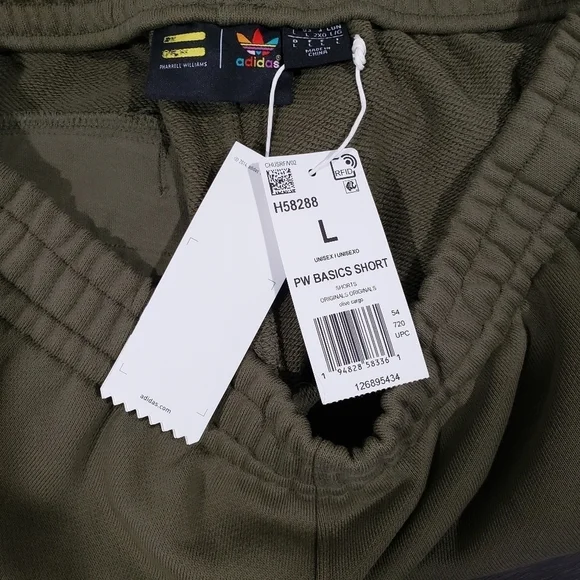 PHARRELL WILLIAMS
adidas
MADE IN
CHINA
CHUSRFIV02
RFID
H58288
L
UNISEX / UNISEXO
PW BASICS SHORT
SHORTS
ORIGINALS ORIGINALS
olive cargo
54
720
UPC
1 94828 58336 1
126895434
adidas.com